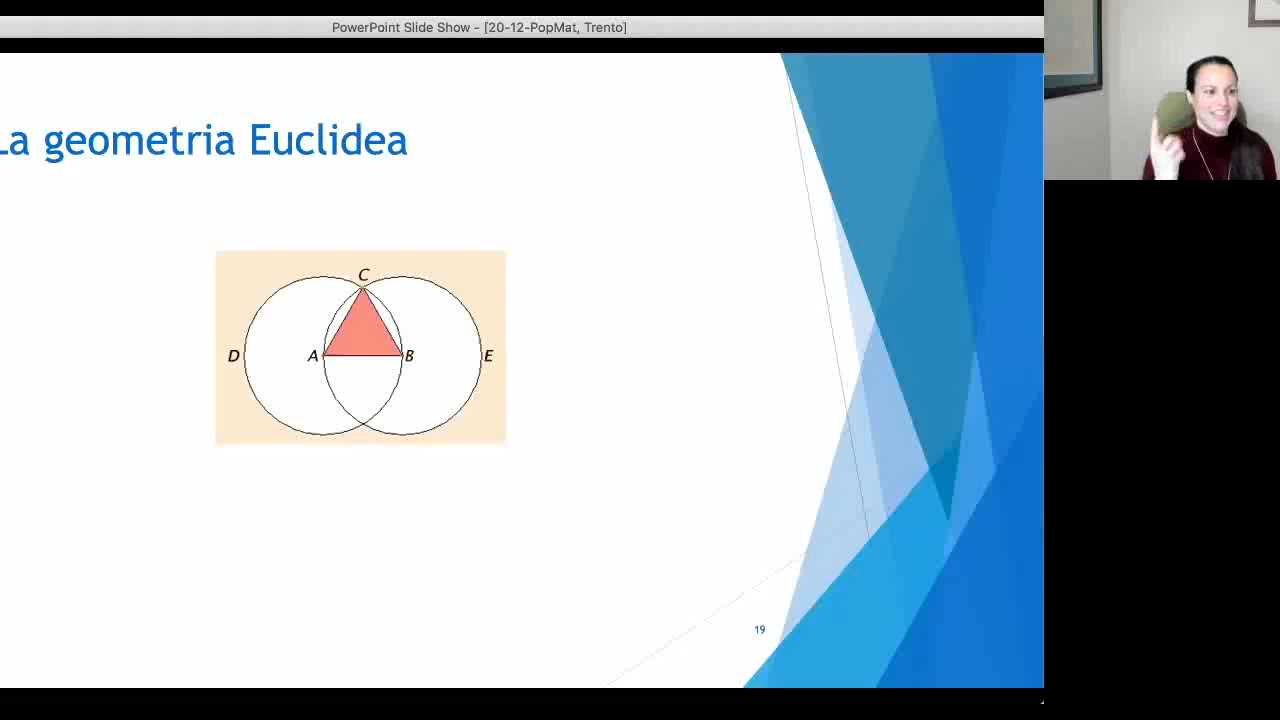 PowerPoint Slide Show - [20-12-PopMat, Trento]
La geometria Euclidea
C
D A B E
19